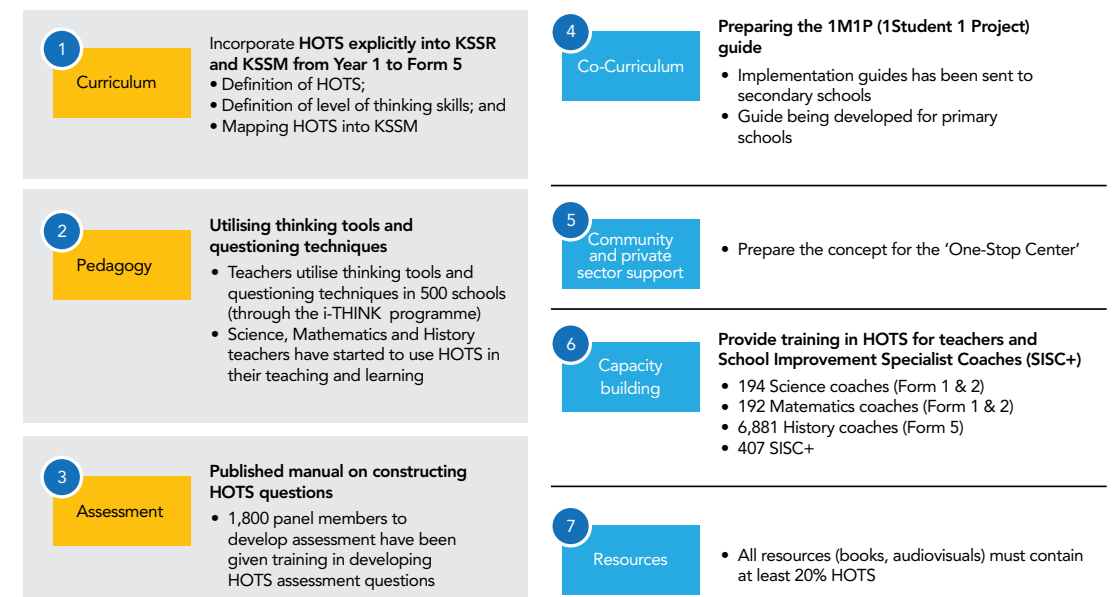 1
Curriculum
Incorporate HOTS explicitly into KSSR
and KSSM from Year 1 to Form 5
• Definition of HOTS;
• Definition of level of thinking skills; and
• Mapping HOTS into KSSM
2
Pedagogy
Utilising thinking tools and
questioning techniques
• Teachers utilise thinking tools and
questioning techniques in 500 schools
(through the i-THINK programme)
• Science, Mathematics and History
teachers have started to use HOTS in
their teaching and learning
3
Assessment
Published manual on constructing
HOTS questions
• 1,800 panel members to
develop assessment have been
given training in developing
HOTS assessment questions
4
Co-Curriculum
Preparing the 1M1P (1Student 1 Project)
guide
• Implementation guides has been sent to
secondary schools
• Guide being developed for primary
schools
5
Community
and private
sector support
• Prepare the concept for the ‘One-Stop Center’
6
Capacity
building
Provide training in HOTS for teachers and
School Improvement Specialist Coaches (SISC+)
• 194 Science coaches (Form 1 & 2)
• 192 Matematics coaches (Form 1 & 2)
• 6,881 History coaches (Form 5)
• 407 SISC+
7
Resources
• All resources (books, audiovisuals) must contain
at least 20% HOTS